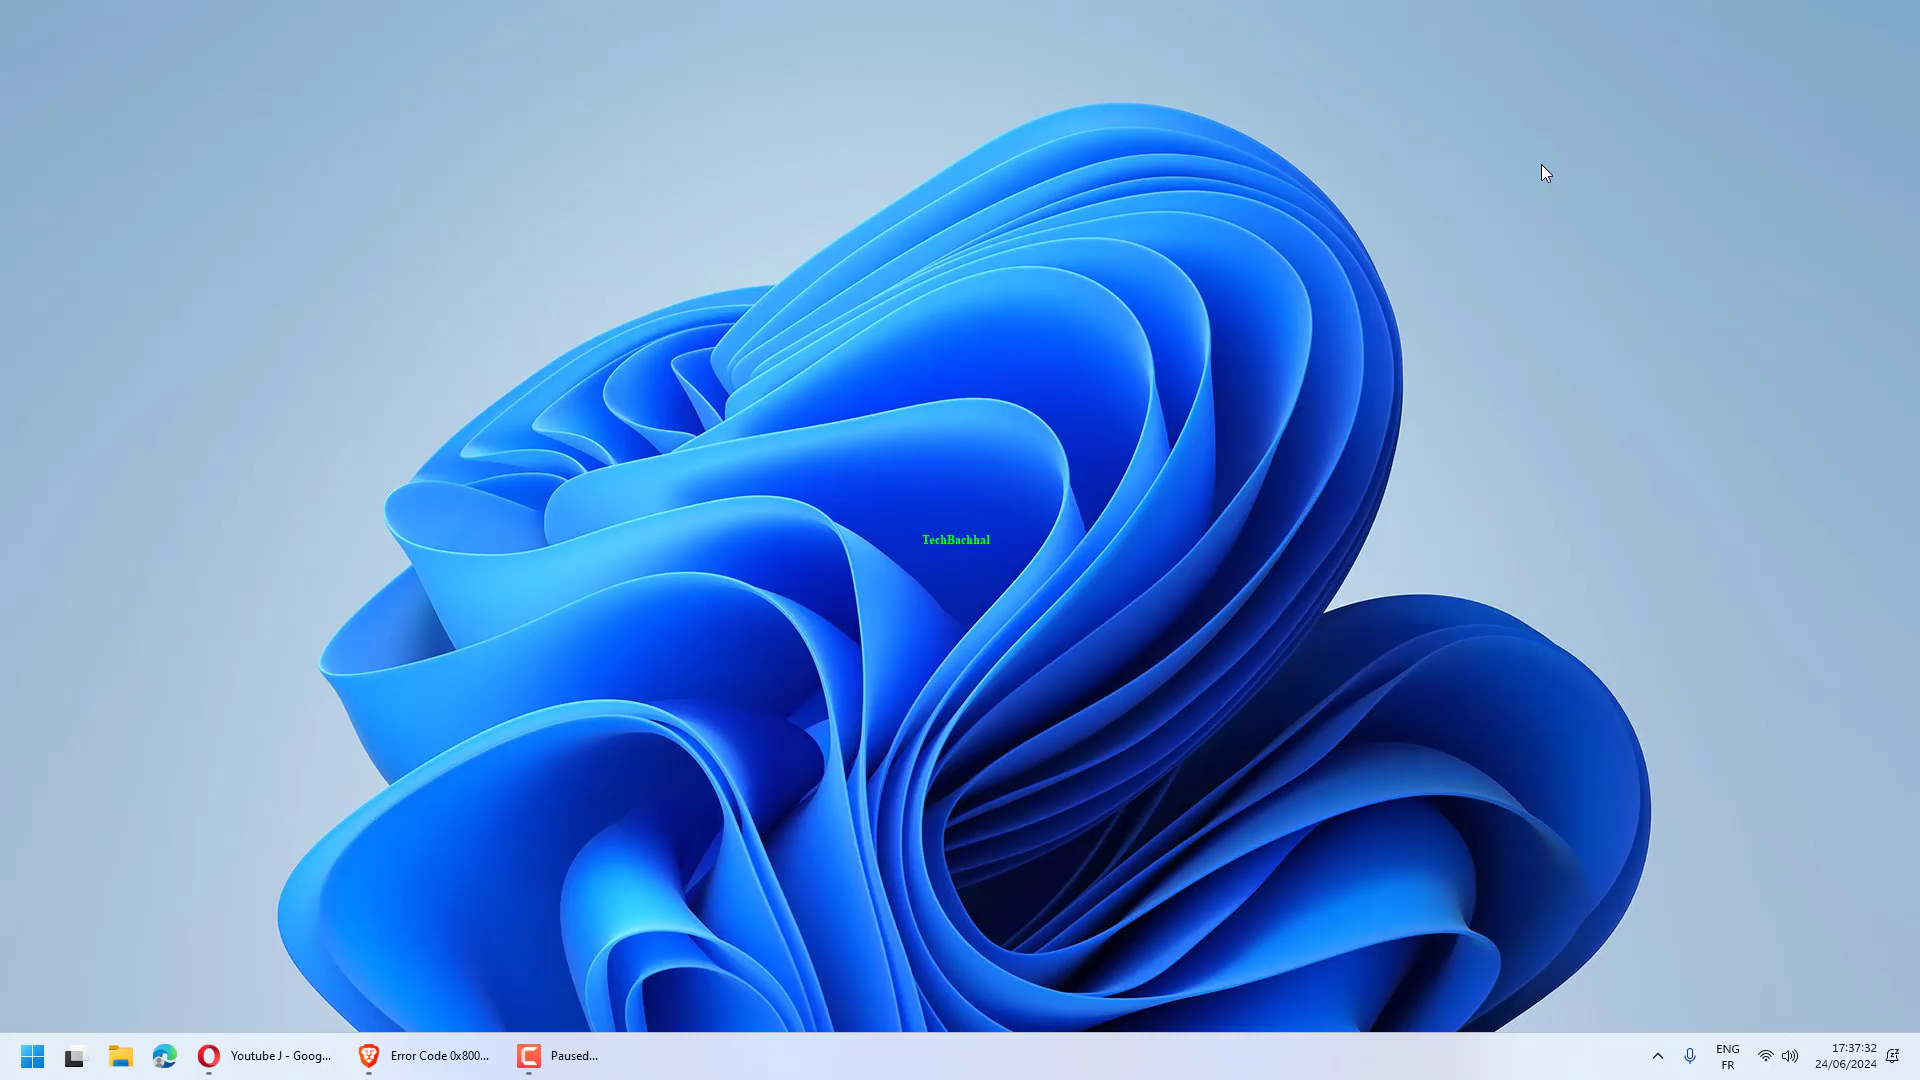 TechBachhal
Youtube J - Goog...
Error Code 0x800...
Paused...
ENG
FR
17:37:32
24/06/2024